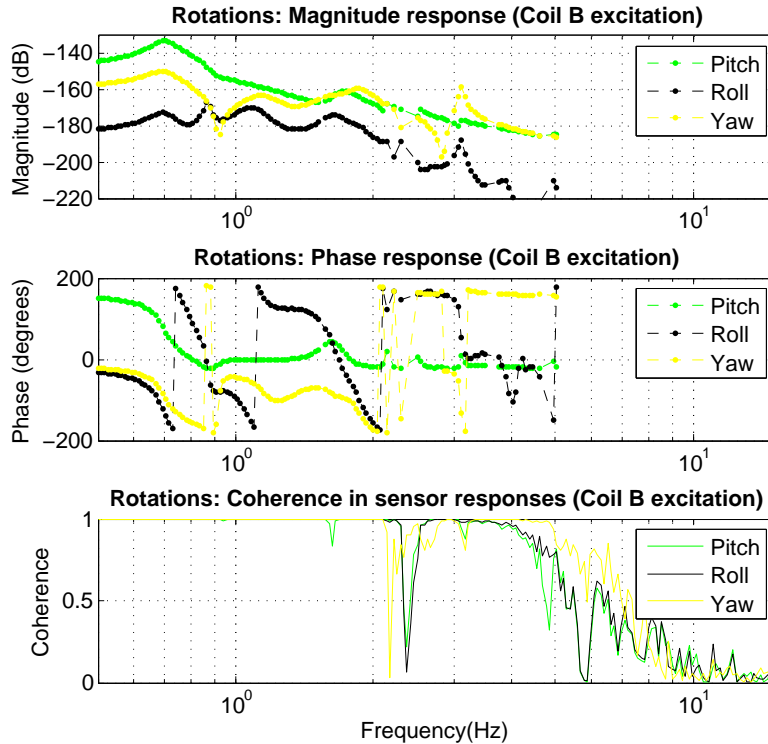 Rotations: Magnitude response (Coil B excitation)
Magnitude (dB)
−140
−160
−180
−200
−220
10^0
10^1
Pitch
Roll
Yaw
Rotations: Phase response (Coil B excitation)
Phase (degrees)
200
0
−200
10^0
10^1
Pitch
Roll
Yaw
Rotations: Coherence in sensor responses (Coil B excitation)
Coherence
1
0.5
0
10^0
10^1
Pitch
Roll
Yaw
Frequency(Hz)